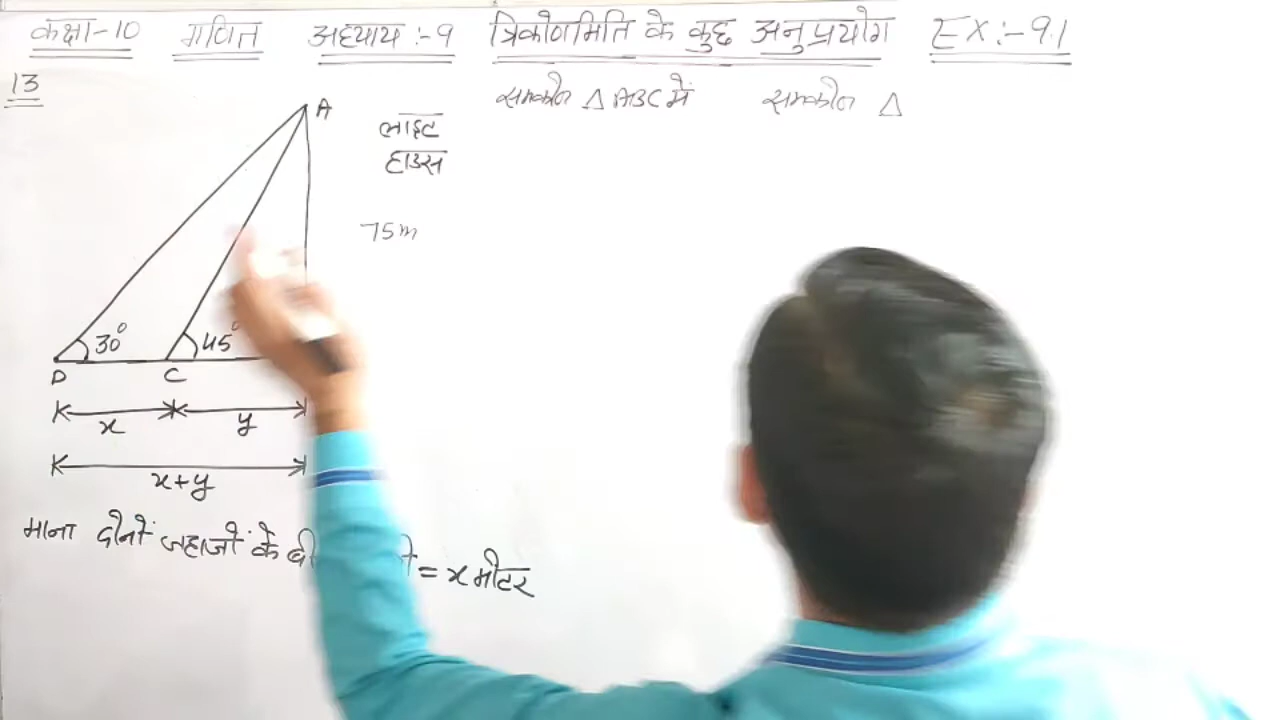 कक्षा-10 गणित अध्याय :-9 त्रिकोणमिति के कुछ अनुप्रयोग EX:-9.1
13
समकोण △ ABC में समकोण △
A
लाइट
हाउस
75m
30° 45°
D C
x y
x+y
माना दोनों जहाजों के = x मीटर